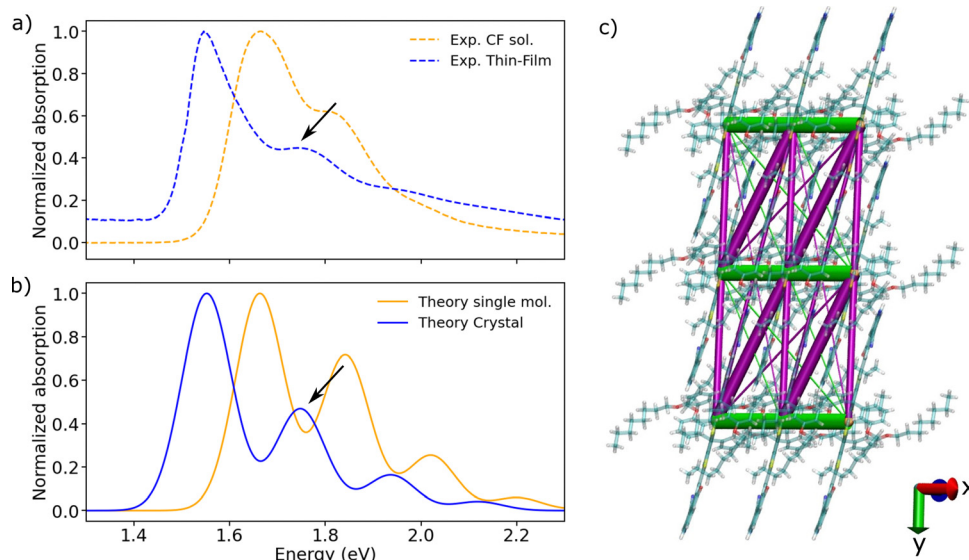 a)
1.0
0.8
0.6
0.4
0.2
0.0
Normalized absorption
Exp. CF sol.
Exp. Thin-Film
b)
1.0
0.8
0.6
0.4
0.2
0.0
Normalized absorption
Theory single mol.
Theory Crystal
1.4
1.6
1.8
2.0
2.2
Energy (eV)
c)
x
y